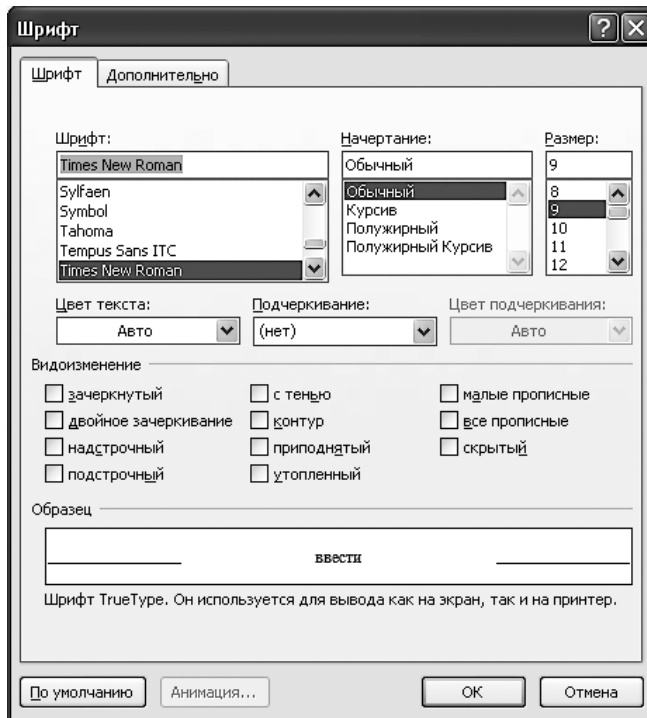 Шрифт
Шрифт Дополнительно
Шрифт: Начертание: Размер:
Times New Roman Обычный 9
Sylfaen Обычный 8
Symbol Курсив 9
Tahoma Полужирный 10
Tempus Sans ITC Полужирный Курсив 11
Times New Roman 12
Цвет текста: Подчеркивание: Цвет подчеркивания:
Авто (нет) Авто
Видоизменение
зачеркнутый с тенью малые прописные
двойное зачеркивание контур все прописные
надстрочный приподнятый скрытый
подстрочный утопленный
Образец
ввести
Шрифт TrueType. Он используется для вывода как на экран, так и на принтер.
По умолчанию Анимация... ОК Отмена